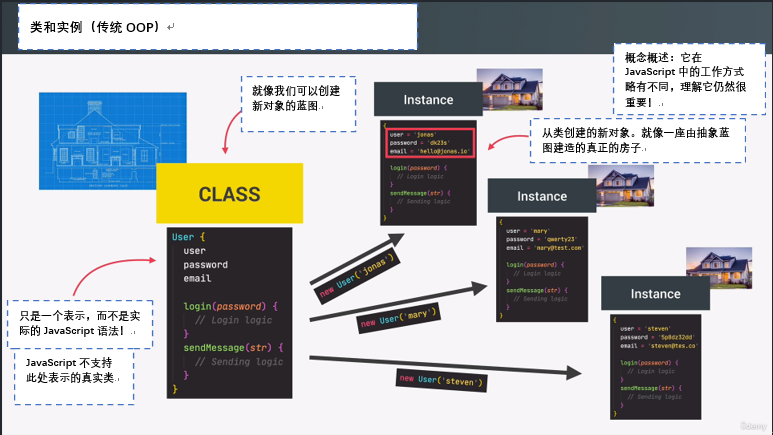 类和实例（传统 OOP）
就像我们可以创建
新对象的蓝图.
概念概述：它在
JavaScript 中的工作方式
略有不同，理解它仍然很
重要！
从类创建的新对象。就像一座由抽象蓝
图建造的真正的房子
CLASS
User {
user
password
email
login(password) {
// Login logic
}
sendMessage(str) {
// Sending logic
}
}
只是一个表示，而不是实
际的 JavaScript 语法！
JavaScript 不支持
此处表示的真实类.
new User('jonas')
new User('mary')
new User('steven')
Instance
{
user = 'jonas'
password = 'dk23s'
email = 'hello@jonas.io'
login(password) {
// Login logic
}
sendMessage(str) {
// Sending logic
}
}
Instance
{
user = 'mary'
password = 'qwerty23'
email = 'mary@test.com'
login(password) {
// Login logic
}
sendMessage(str) {
// Sending logic
}
}
Instance
{
user = 'steven'
password = '5p8dz32dd'
email = 'steven@tes.co'
login(password) {
// Login logic
}
sendMessage(str) {
// Sending logic
}
}
Udemy